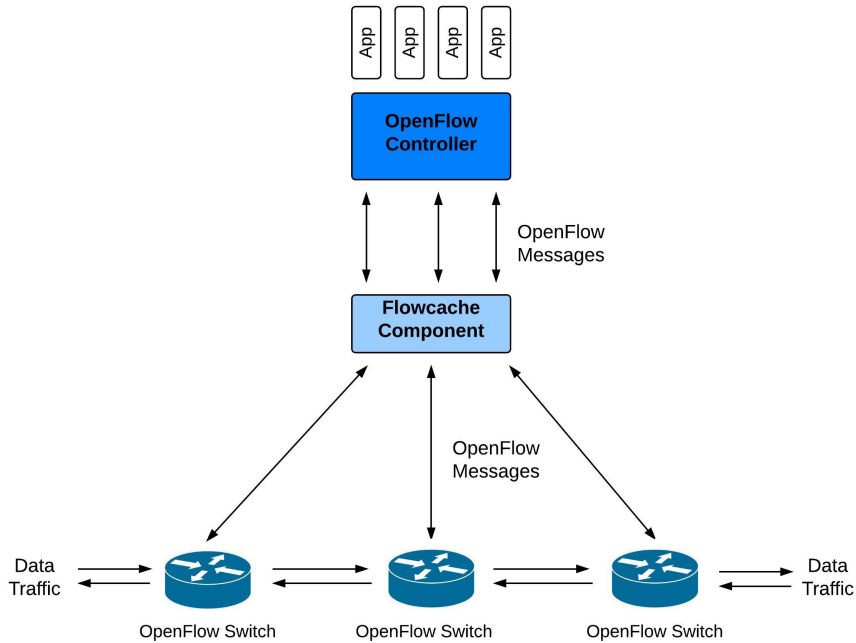 App
App
App
App
OpenFlow
Controller
OpenFlow
Messages
Flowcache
Component
OpenFlow
Messages
Data
Traffic
Data
Traffic
OpenFlow Switch
OpenFlow Switch
OpenFlow Switch